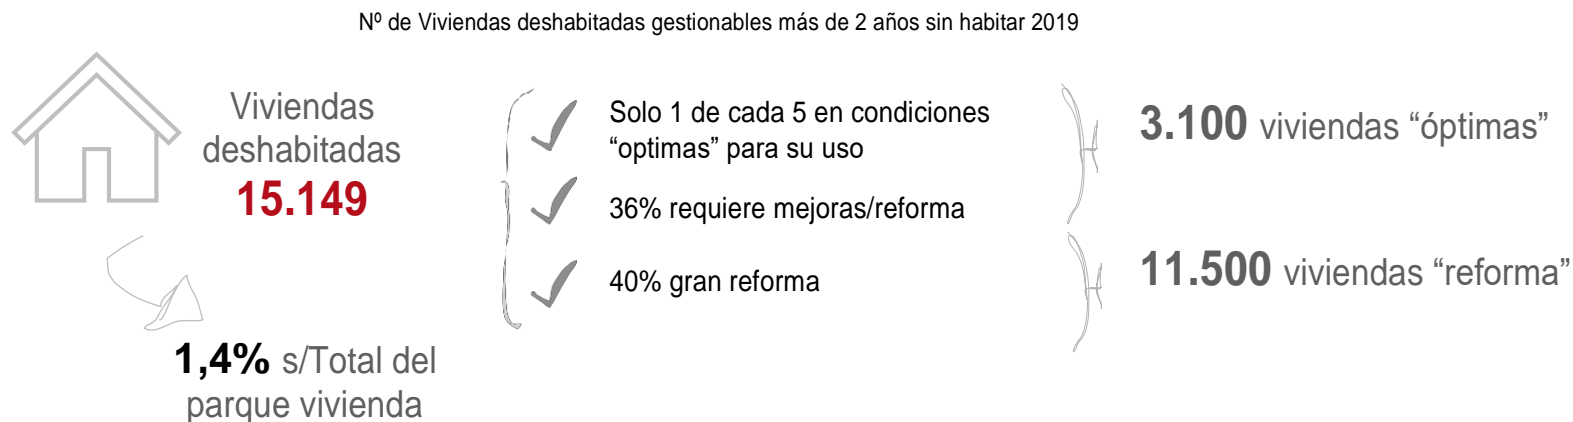 Nº de Viviendas deshabitadas gestionables más de 2 años sin habitar 2019
Viviendas
deshabitadas
15.149
1,4% s/Total del
parque vivienda
Solo 1 de cada 5 en condiciones
“optimas” para su uso
36% requiere mejoras/reforma
40% gran reforma
3.100 viviendas “óptimas”
11.500 viviendas “reforma”